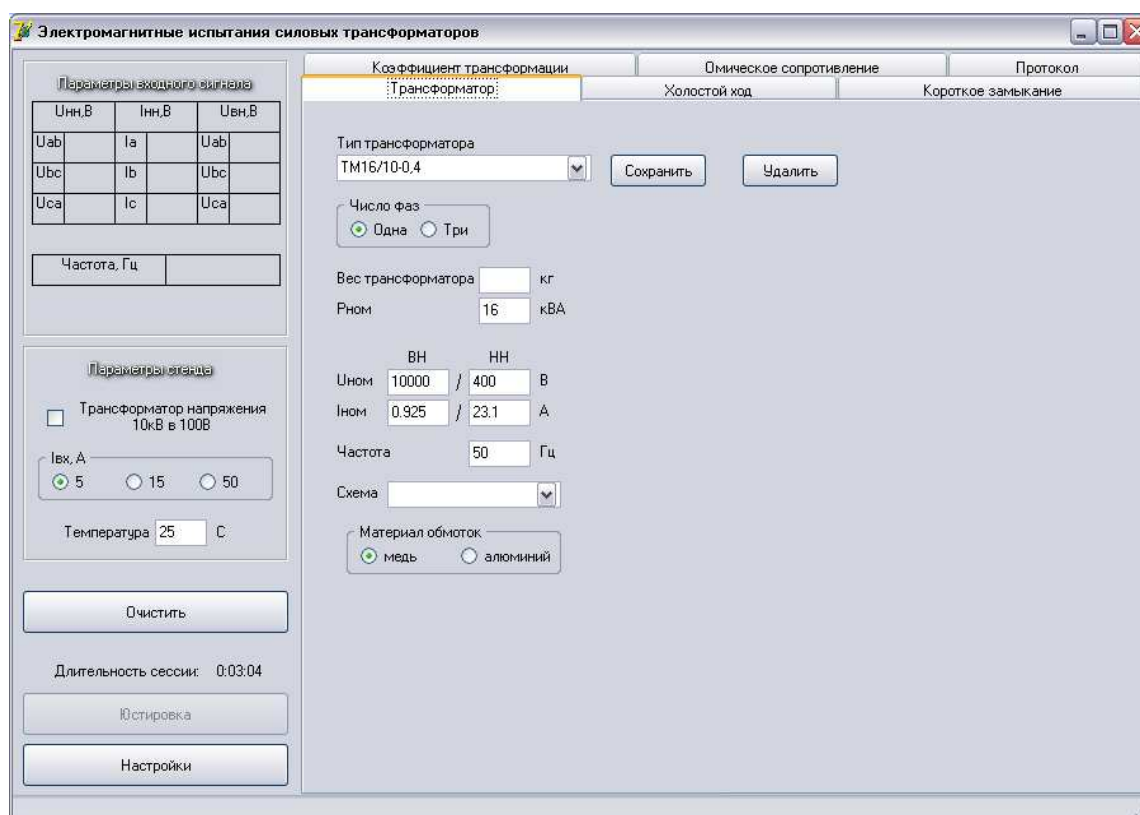 Электромагнитные испытания силовых трансформаторов
Параметры входного сигнала
Uнн,В Iнн,В Uвн,В
Uab Ia Uab
Ubc Ib Ubc
Uca Ic Uca
Частота, Гц
Параметры стенда
Трансформатор напряжения
10кВ в 100В
Iвх, А
5 15 50
Температура 25 С
Очистить
Длительность сессии: 0:03:04
Юстировка
Настройки
Коэффициент трансформации Омическое сопротивление Протокол
Трансформатор Холостой ход Короткое замыкание
Тип трансформатора
ТМ16/10-0,4 Сохранить Удалить
Число фаз
Одна Три
Вес трансформатора кг
Рном 16 кВА
ВН НН
Uном 10000 / 400 В
Iном 0.925 / 23.1 А
Частота 50 Гц
Схема
Материал обмоток
медь алюминий